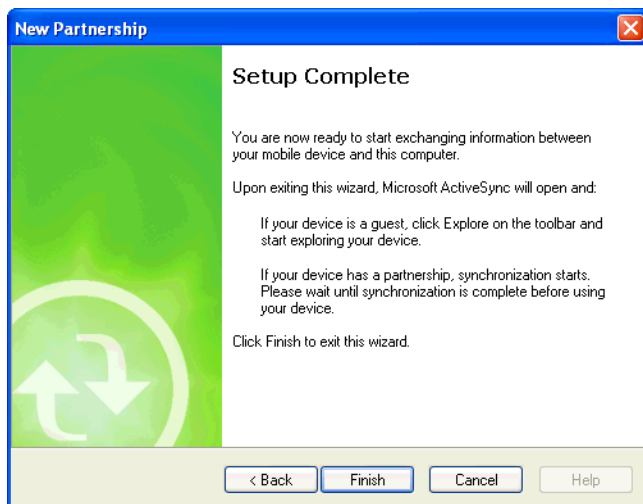 New Partnership
Setup Complete
You are now ready to start exchanging information between
your mobile device and this computer.
Upon exiting this wizard, Microsoft ActiveSync will open and:
If your device is a guest, click Explore on the toolbar and
start exploring your device.
If your device has a partnership, synchronization starts.
Please wait until synchronization is complete before using
your device.
Click Finish to exit this wizard.
< Back Finish Cancel Help